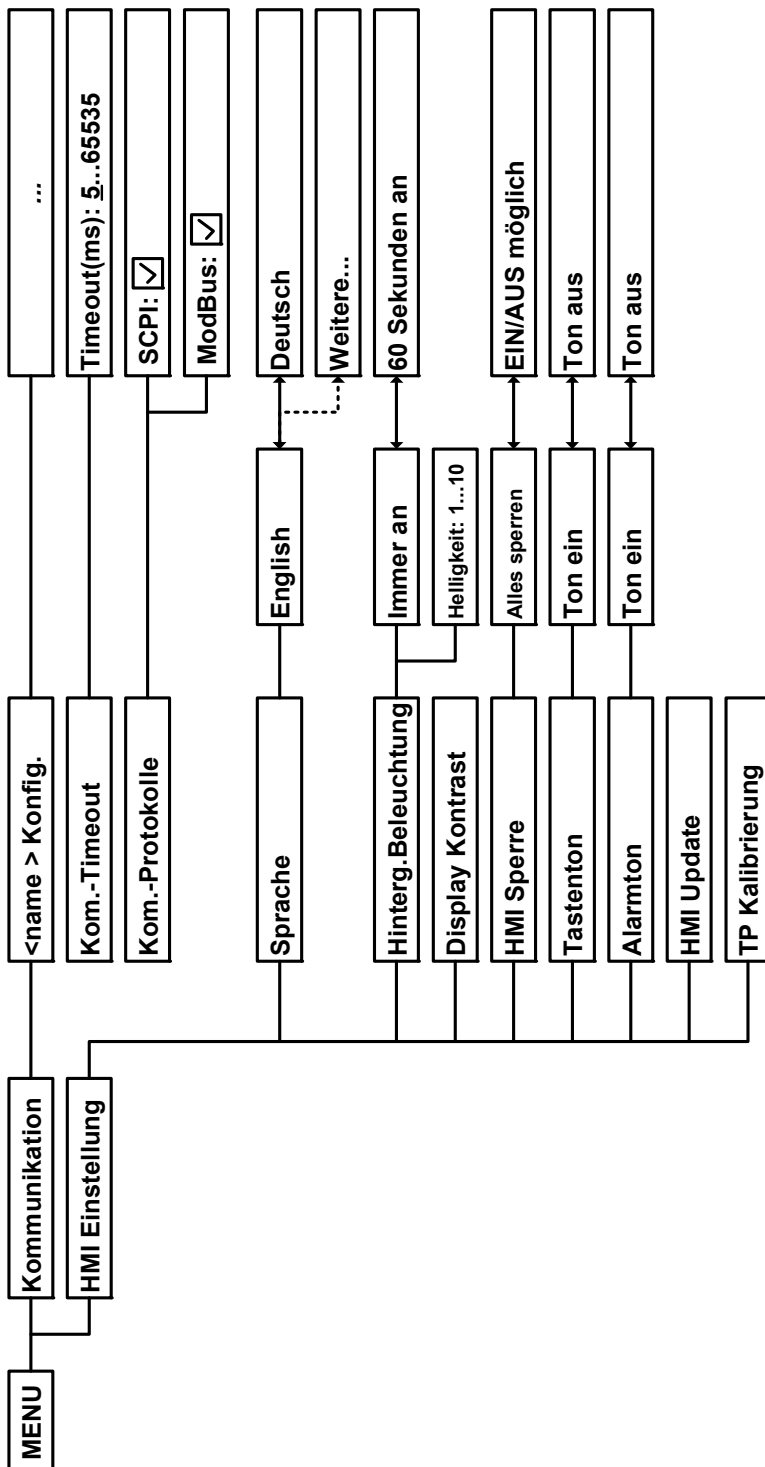 MENU
Kommunikation
<name > Konfig.
...
Kom.-Timeout
Timeout(ms): 5...65535
Kom.-Protokolle
SCPI:
ModBus:
HMI Einstellung
Sprache
English
Deutsch
Weitere...
Hinterg.Beleuchtung
Immer an
60 Sekunden an
Helligkeit: 1...10
Display Kontrast
HMI Sperre
Alles sperren
EIN/AUS möglich
Tastenton
Ton ein
Ton aus
Alarmton
Ton ein
Ton aus
HMI Update
TP Kalibrierung